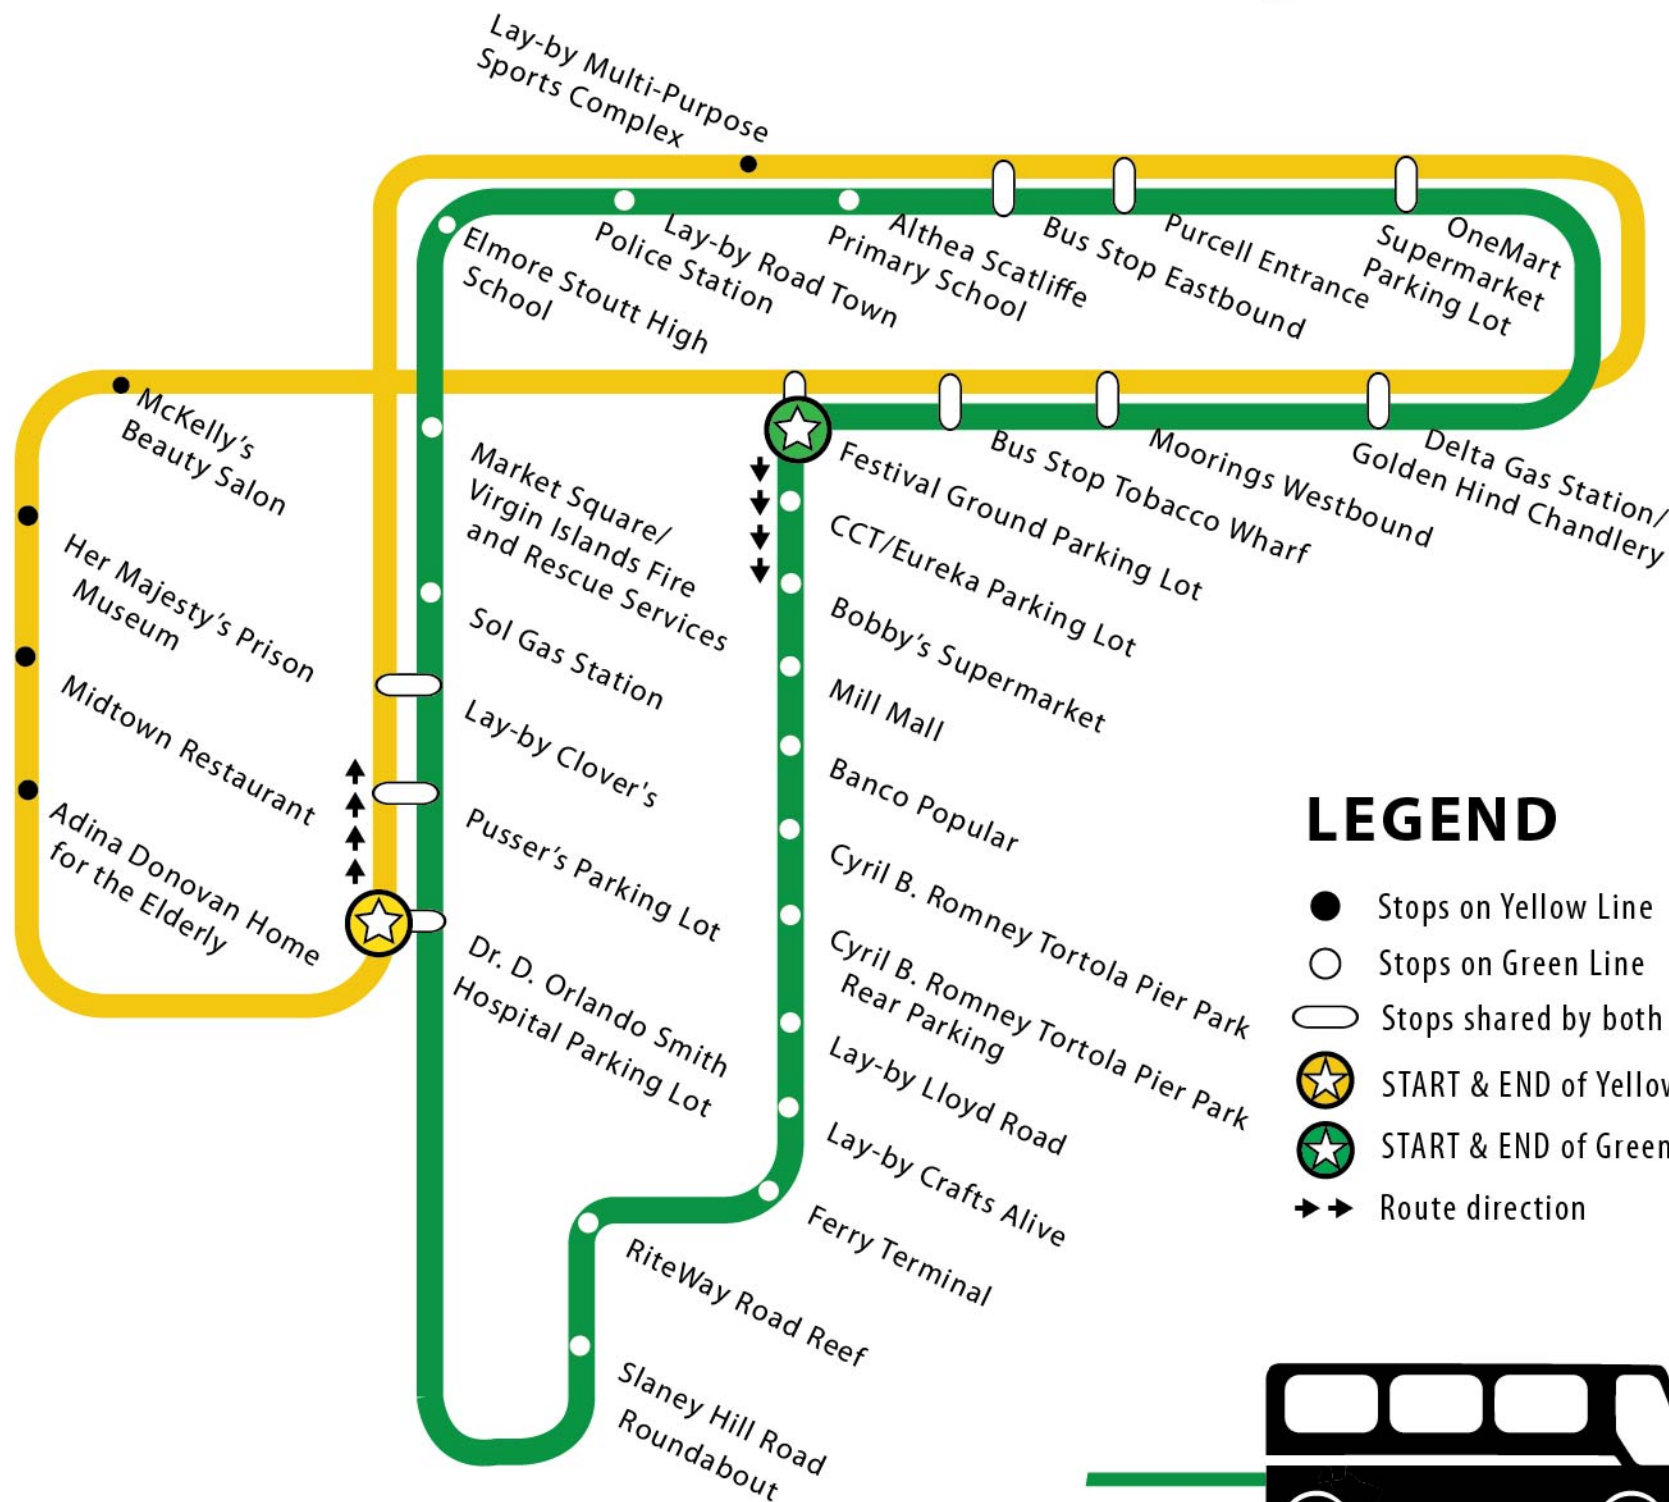 Lay-by Multi-Purpose
Sports Complex
Elmore Stoutt High
School
Lay-by Road Town
Police Station
Althea Scatliffe
Primary School
Bus Stop Eastbound
Purcell Entrance
OneMart
Supermarket
Parking Lot
McKelly's
Beauty Salon
Her Majesty's Prison
Museum
Midtown Restaurant
Adina Donovan Home
for the Elderly
Market Square/
Virgin Islands Fire
and Rescue Services
Sol Gas Station
Lay-by Clover's
Pusser's Parking Lot
Dr. D. Orlando Smith
Hospital Parking Lot
Festival Ground Parking Lot
Bus Stop Tobacco Wharf
Moorings Westbound
Delta Gas Station/
Golden Hind Chandlery
CCT/Eureka Parking Lot
Bobby's Supermarket
Mill Mall
Banco Popular
Cyril B. Romney Tortola Pier Park
Cyril B. Romney Tortola Pier Park
Rear Parking
Lay-by Lloyd Road
Lay-by Crafts Alive
Ferry Terminal
RiteWay Road Reef
Slaney Hill Road
Roundabout
LEGEND
Stops on Yellow Line
Stops on Green Line
Stops shared by both
START & END of Yellow
START & END of Green
Route direction